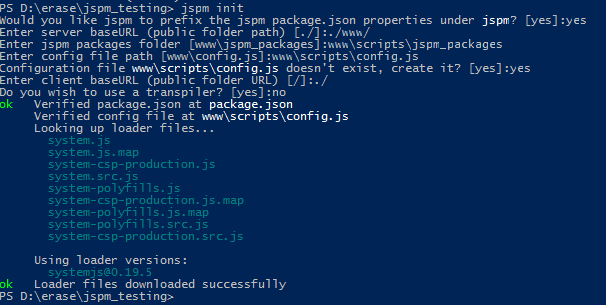 PS D:\erase\jspm_testing> jspm init
Would you like jspm to prefix the jspm package.json properties under jspm? [yes]:yes
Enter server baseURL (public folder path) [./]:./www/
Enter jspm packages folder [www\jspm_packages]:www\scripts\jspm_packages
Enter config file path [www\config.js]:www\scripts\config.js
Configuration file www\scripts\config.js doesn't exist, create it? [yes]:yes
Enter client baseURL (public folder URL) [/]:./
Do you wish to use a transpiler? [yes]:no
ok   Verified package.json at package.json
     Verified config file at www\scripts\config.js
     Looking up loader files...
       system.js
       system.js.map
       system-csp-production.js
       system.src.js
       system-polyfills.js
       system-csp-production.js.map
       system-polyfills.js.map
       system-polyfills.src.js
       system-csp-production.src.js

     Using loader versions:
       systemjs@0.19.5
ok   Loader files downloaded successfully
PS D:\erase\jspm_testing>